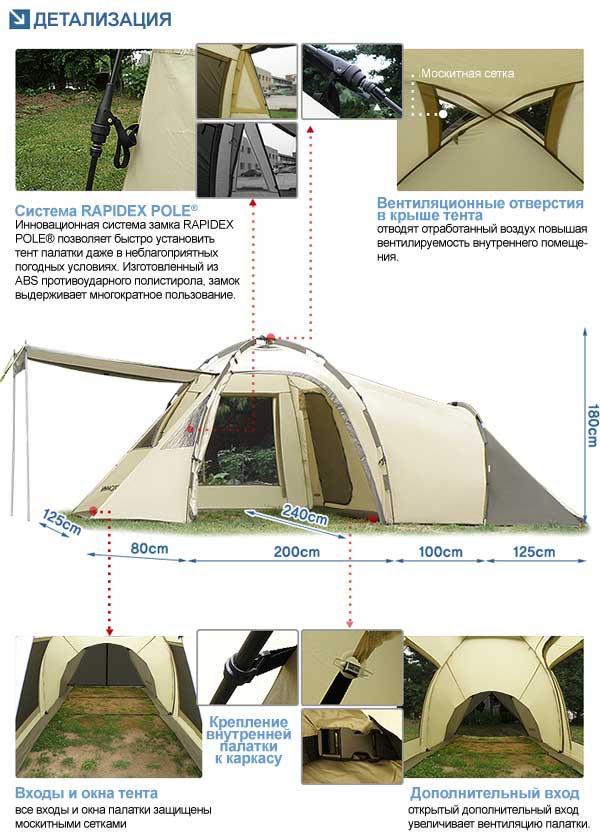 ДЕТАЛИЗАЦИЯ
Москитная сетка
Система RAPIDEX POLE®
Инновационная система замка RAPIDEX
POLE® позволяет быстро установить
тент палатки даже в неблагоприятных
погодных условиях. Изготовленный из
ABS противоударного полистирола, замок
выдерживает многократное пользование.
Вентиляционные отверстия
в крыше тента
отводят отработанный воздух повышая
вентилируемость внутреннего помеще-
ния.
180cm
125cm
240cm
80cm
200cm
100cm
125cm
Крепление
внутренней
палатки
к каркасу
Входы и окна тента
все входы и окна палатки защищены
москитными сетками
Дополнительный вход
открытый дополнительный вход
увеличивает вентиляцию палатки.